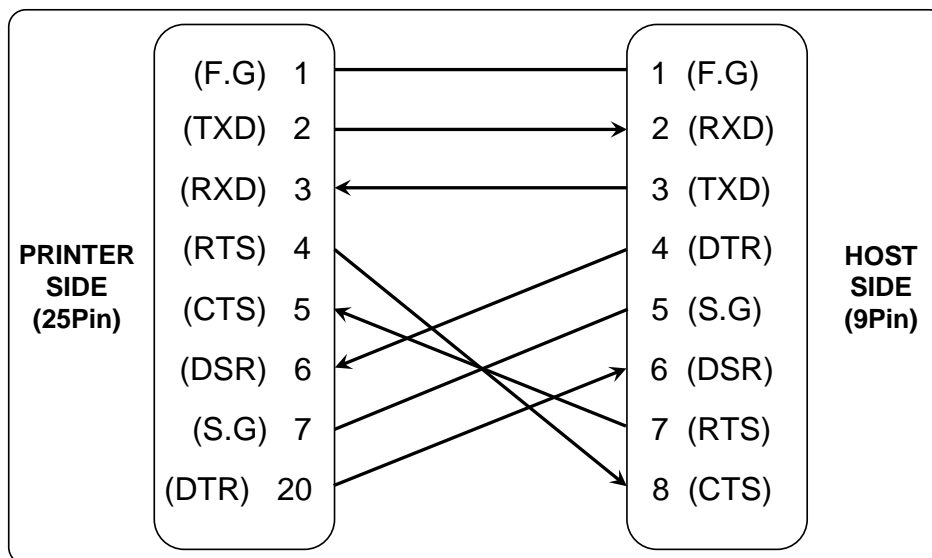 PRINTER
SIDE
(25Pin)
(F.G) 1
(TXD) 2
(RXD) 3
(RTS) 4
(CTS) 5
(DSR) 6
(S.G) 7
(DTR) 20
1 (F.G)
2 (RXD)
3 (TXD)
4 (DTR)
5 (S.G)
6 (DSR)
7 (RTS)
8 (CTS)
HOST
SIDE
(9Pin)